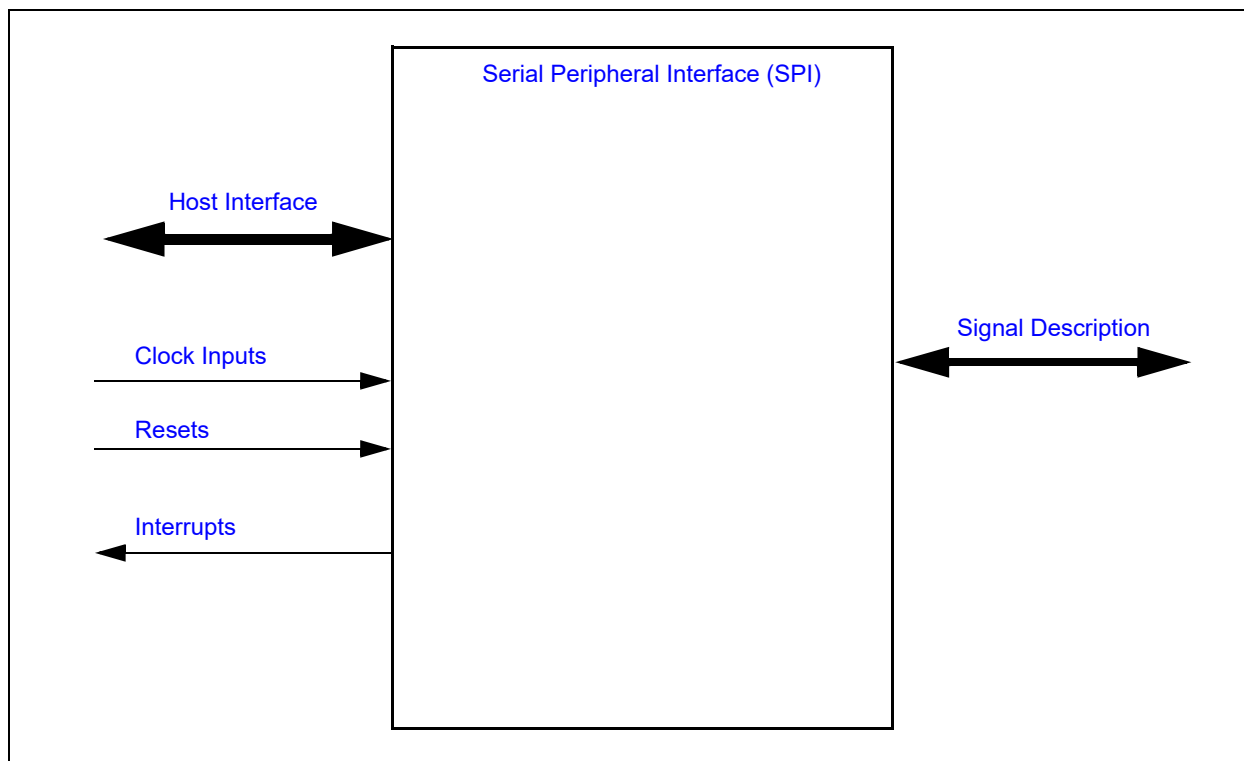 Serial Peripheral Interface (SPI)
Host Interface
Signal Description
Clock Inputs
Resets
Interrupts